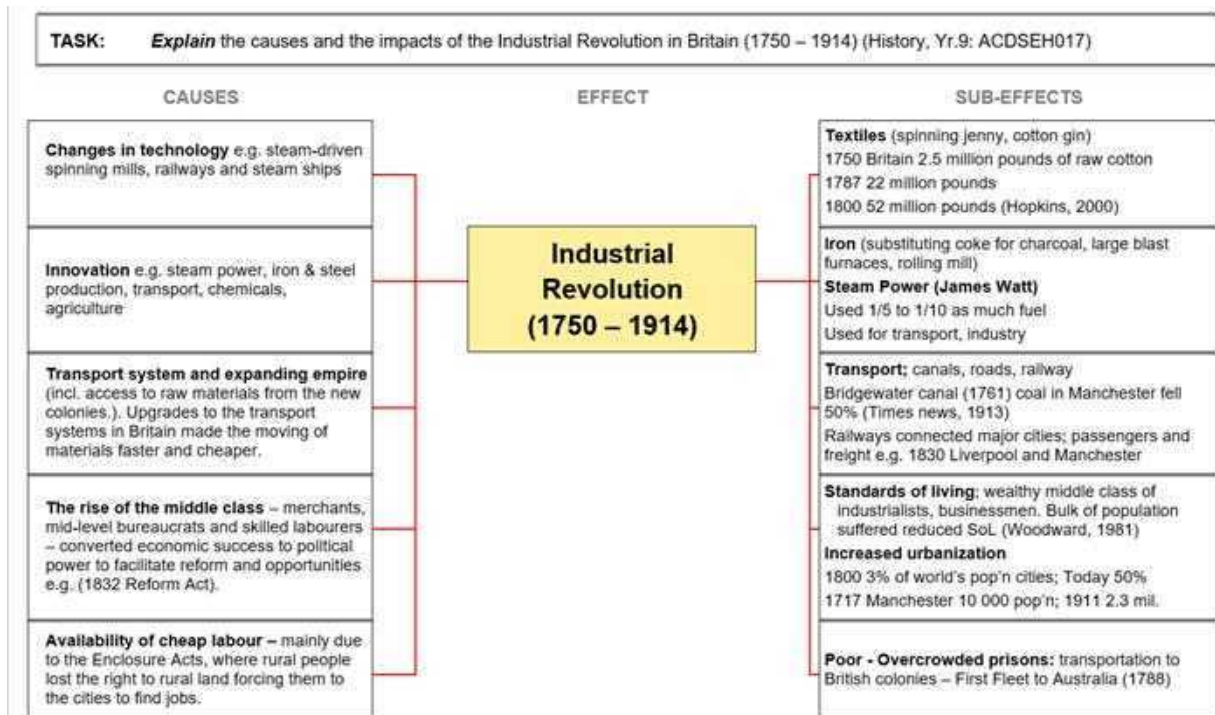 TASK: Explain the causes and the impacts of the Industrial Revolution in Britain (1750 – 1914) (History, Yr.9: ACDSEH017)
CAUSES
EFFECT
SUB-EFFECTS
Changes in technology e.g. steam-driven
spinning mills, railways and steam ships
Innovation e.g. steam power, iron & steel
production, transport, chemicals,
agriculture
Transport system and expanding empire
(incl. access to raw materials from the new
colonies.). Upgrades to the transport
systems in Britain made the moving of
materials faster and cheaper.
The rise of the middle class – merchants,
mid-level bureaucrats and skilled labourers
– converted economic success to political
power to facilitate reform and opportunities
e.g. (1832 Reform Act).
Availability of cheap labour – mainly due
to the Enclosure Acts, where rural people
lost the right to rural land forcing them to
the cities to find jobs.
Industrial
Revolution
(1750 – 1914)
Textiles (spinning jenny, cotton gin)
1750 Britain 2.5 million pounds of raw cotton
1787 22 million pounds
1800 52 million pounds (Hopkins, 2000)
Iron (substituting coke for charcoal, large blast
furnaces, rolling mill)
Steam Power (James Watt)
Used 1/5 to 1/10 as much fuel
Used for transport, industry
Transport; canals, roads, railway
Bridgewater canal (1761) coal in Manchester fell
50% (Times news, 1913)
Railways connected major cities; passengers and
freight e.g. 1830 Liverpool and Manchester
Standards of living; wealthy middle class of
industrialists, businessmen. Bulk of population
suffered reduced SoL (Woodward, 1981)
Increased urbanization
1800 3% of world's pop'n cities; Today 50%
1717 Manchester 10 000 pop'n; 1911 2.3 mil.
Poor - Overcrowded prisons: transportation to
British colonies – First Fleet to Australia (1788)